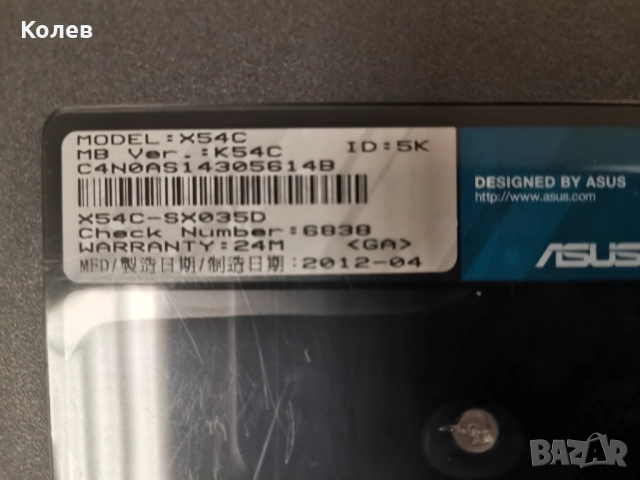 Колев
MODEL:X54C
MB Ver.:K54C ID:5K
C4N0AS14305614B
X54C-SX035D
Check Number:6838
WARRANTY:24M <GA>
MFD/製造日期/制造日期:2012-04
DESIGNED BY ASUS
http://www.asus.com
ASUS
BAZAR